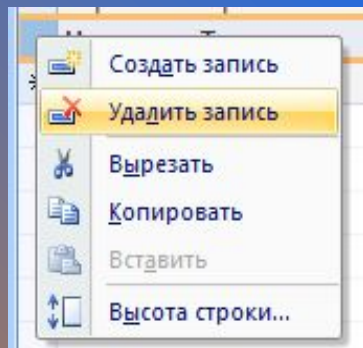 Создать запись
Удалить запись
Вырезать
Копировать
Вставить
Высота строки...